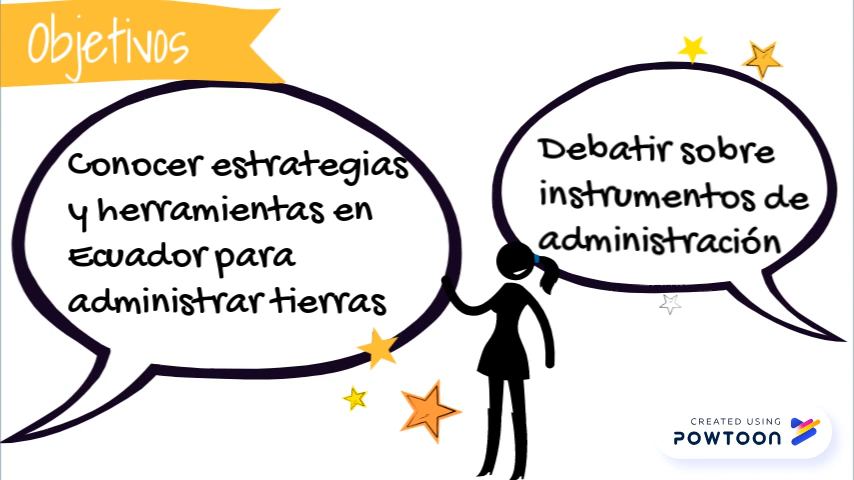 Objetivos
Conocer estrategias
y herramientas en
Ecuador para
administrar tierras
Debatir sobre
instrumentos de
administración
CREATED USING
POWTOON